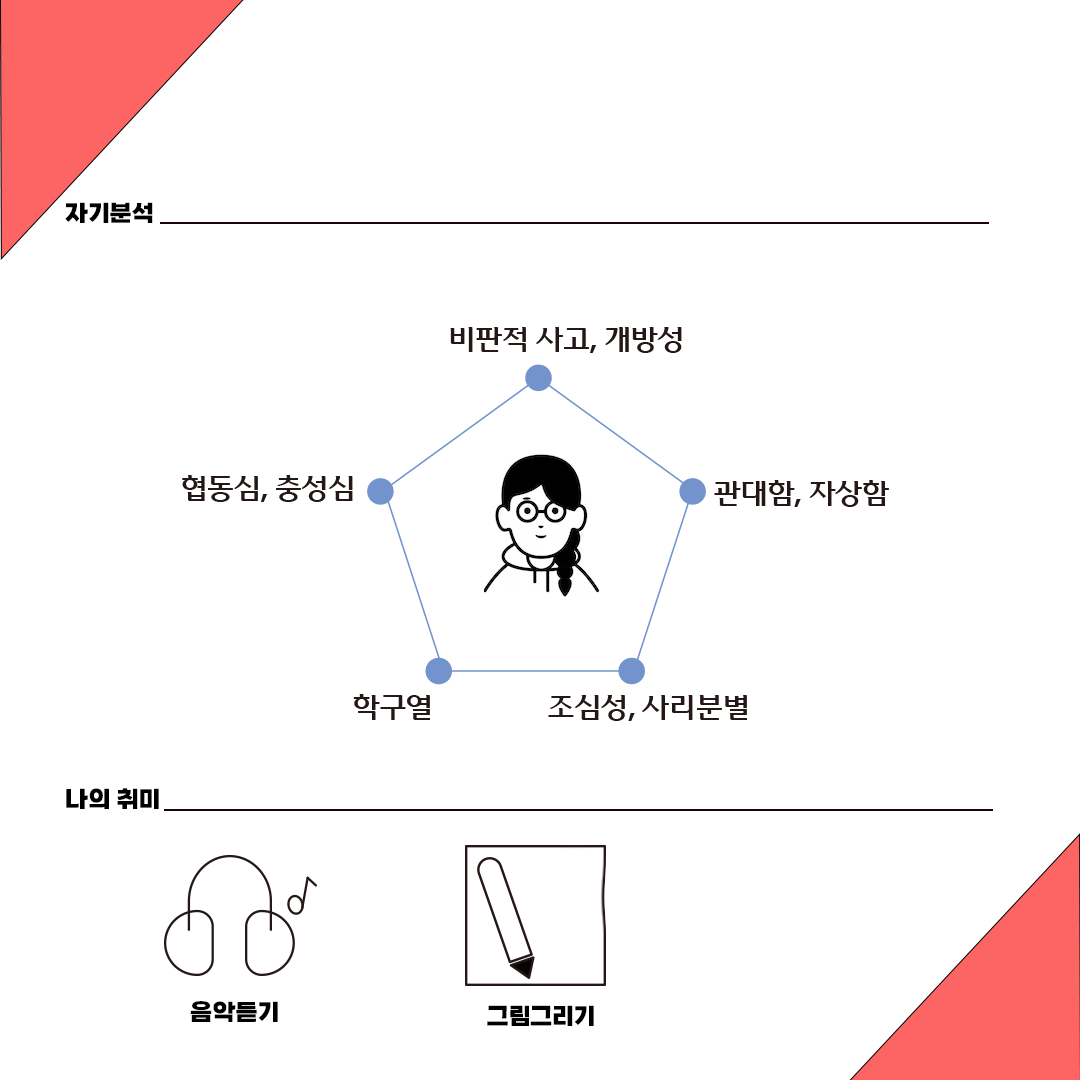 자기분석
비판적 사고, 개방성
협동심, 충성심
관대함, 자상함
학구열
조심성, 사리분별
나의 취미
음악듣기
그림그리기